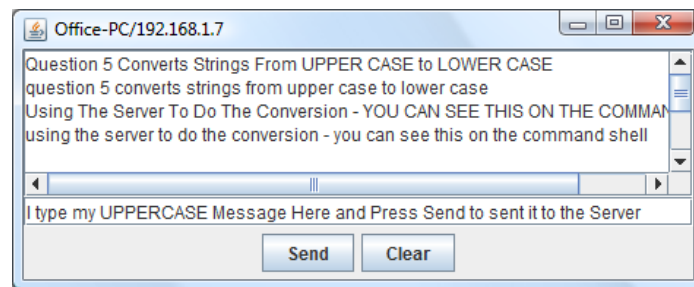 Office-PC/192.168.1.7
Question 5 Converts Strings From UPPER CASE to LOWER CASE
question 5 converts strings from upper case to lower case
Using The Server To Do The Conversion - YOU CAN SEE THIS ON THE COMMAN
using the server to do the conversion - you can see this on the command shell
I type my UPPERCASE Message Here and Press Send to sent it to the Server
Send Clear